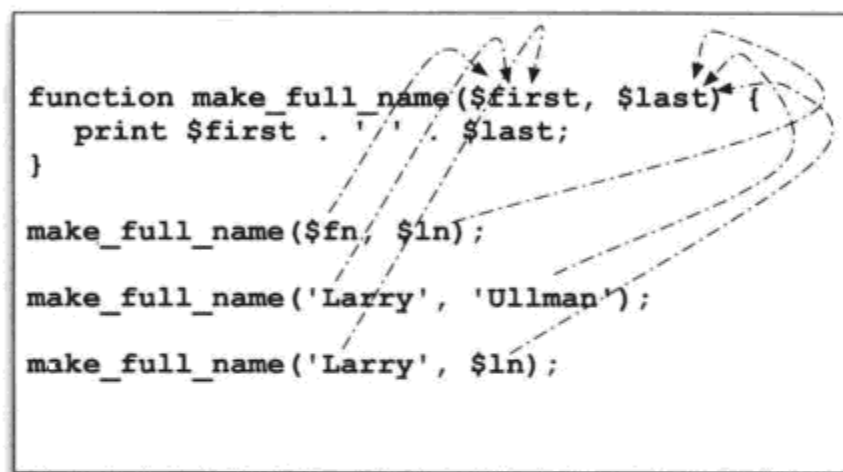 function make_full_name($first, $last) {
print $first . ' ' . $last;
}
make_full_name($fn, $ln);
make_full_name('Larry', 'Ullman');
make_full_name('Larry', $ln);